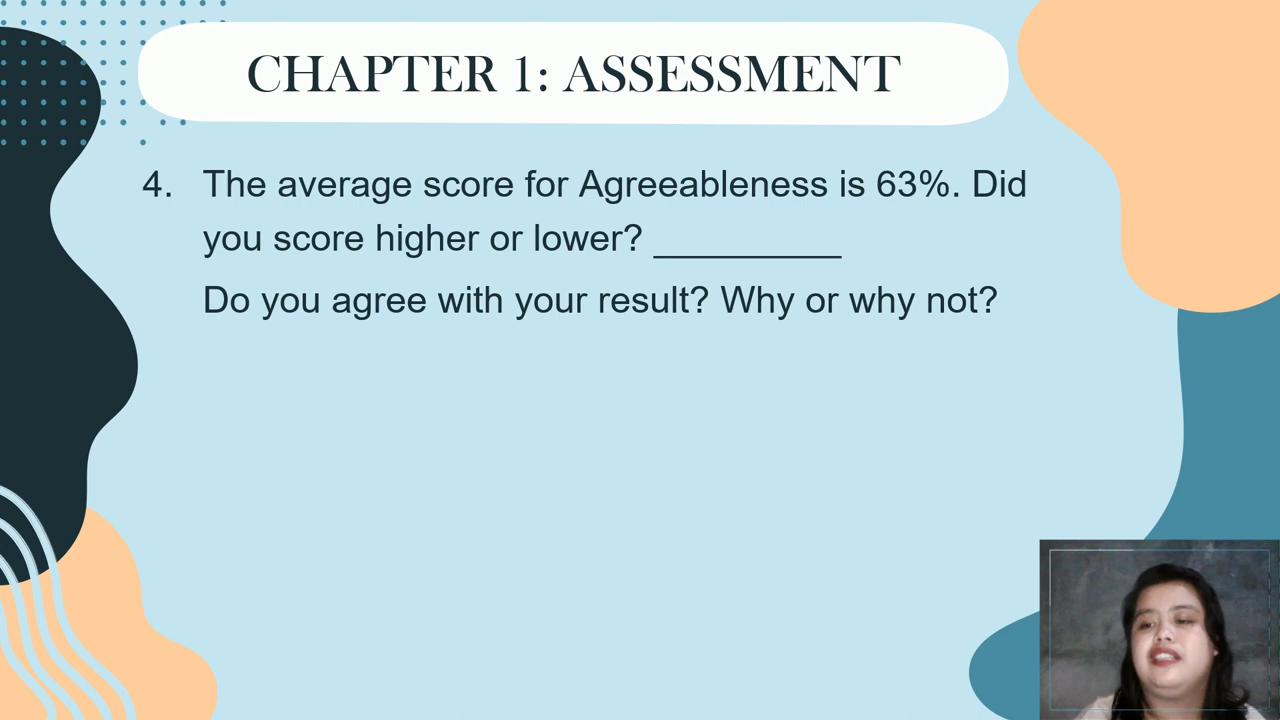 CHAPTER 1: ASSESSMENT
4. The average score for Agreeableness is 63%. Did
you score higher or lower? _________
Do you agree with your result? Why or why not?